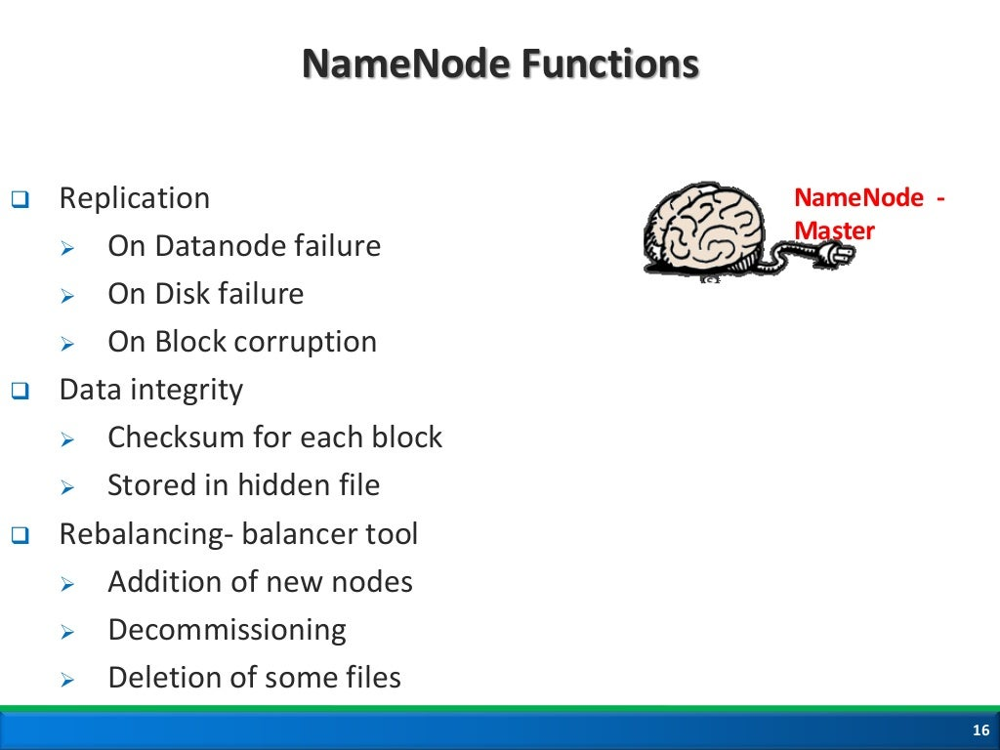 NameNode Functions
Replication
On Datanode failure
On Disk failure
On Block corruption
Data integrity
Checksum for each block
Stored in hidden file
Rebalancing- balancer tool
Addition of new nodes
Decommissioning
Deletion of some files
NameNode -
Master
16